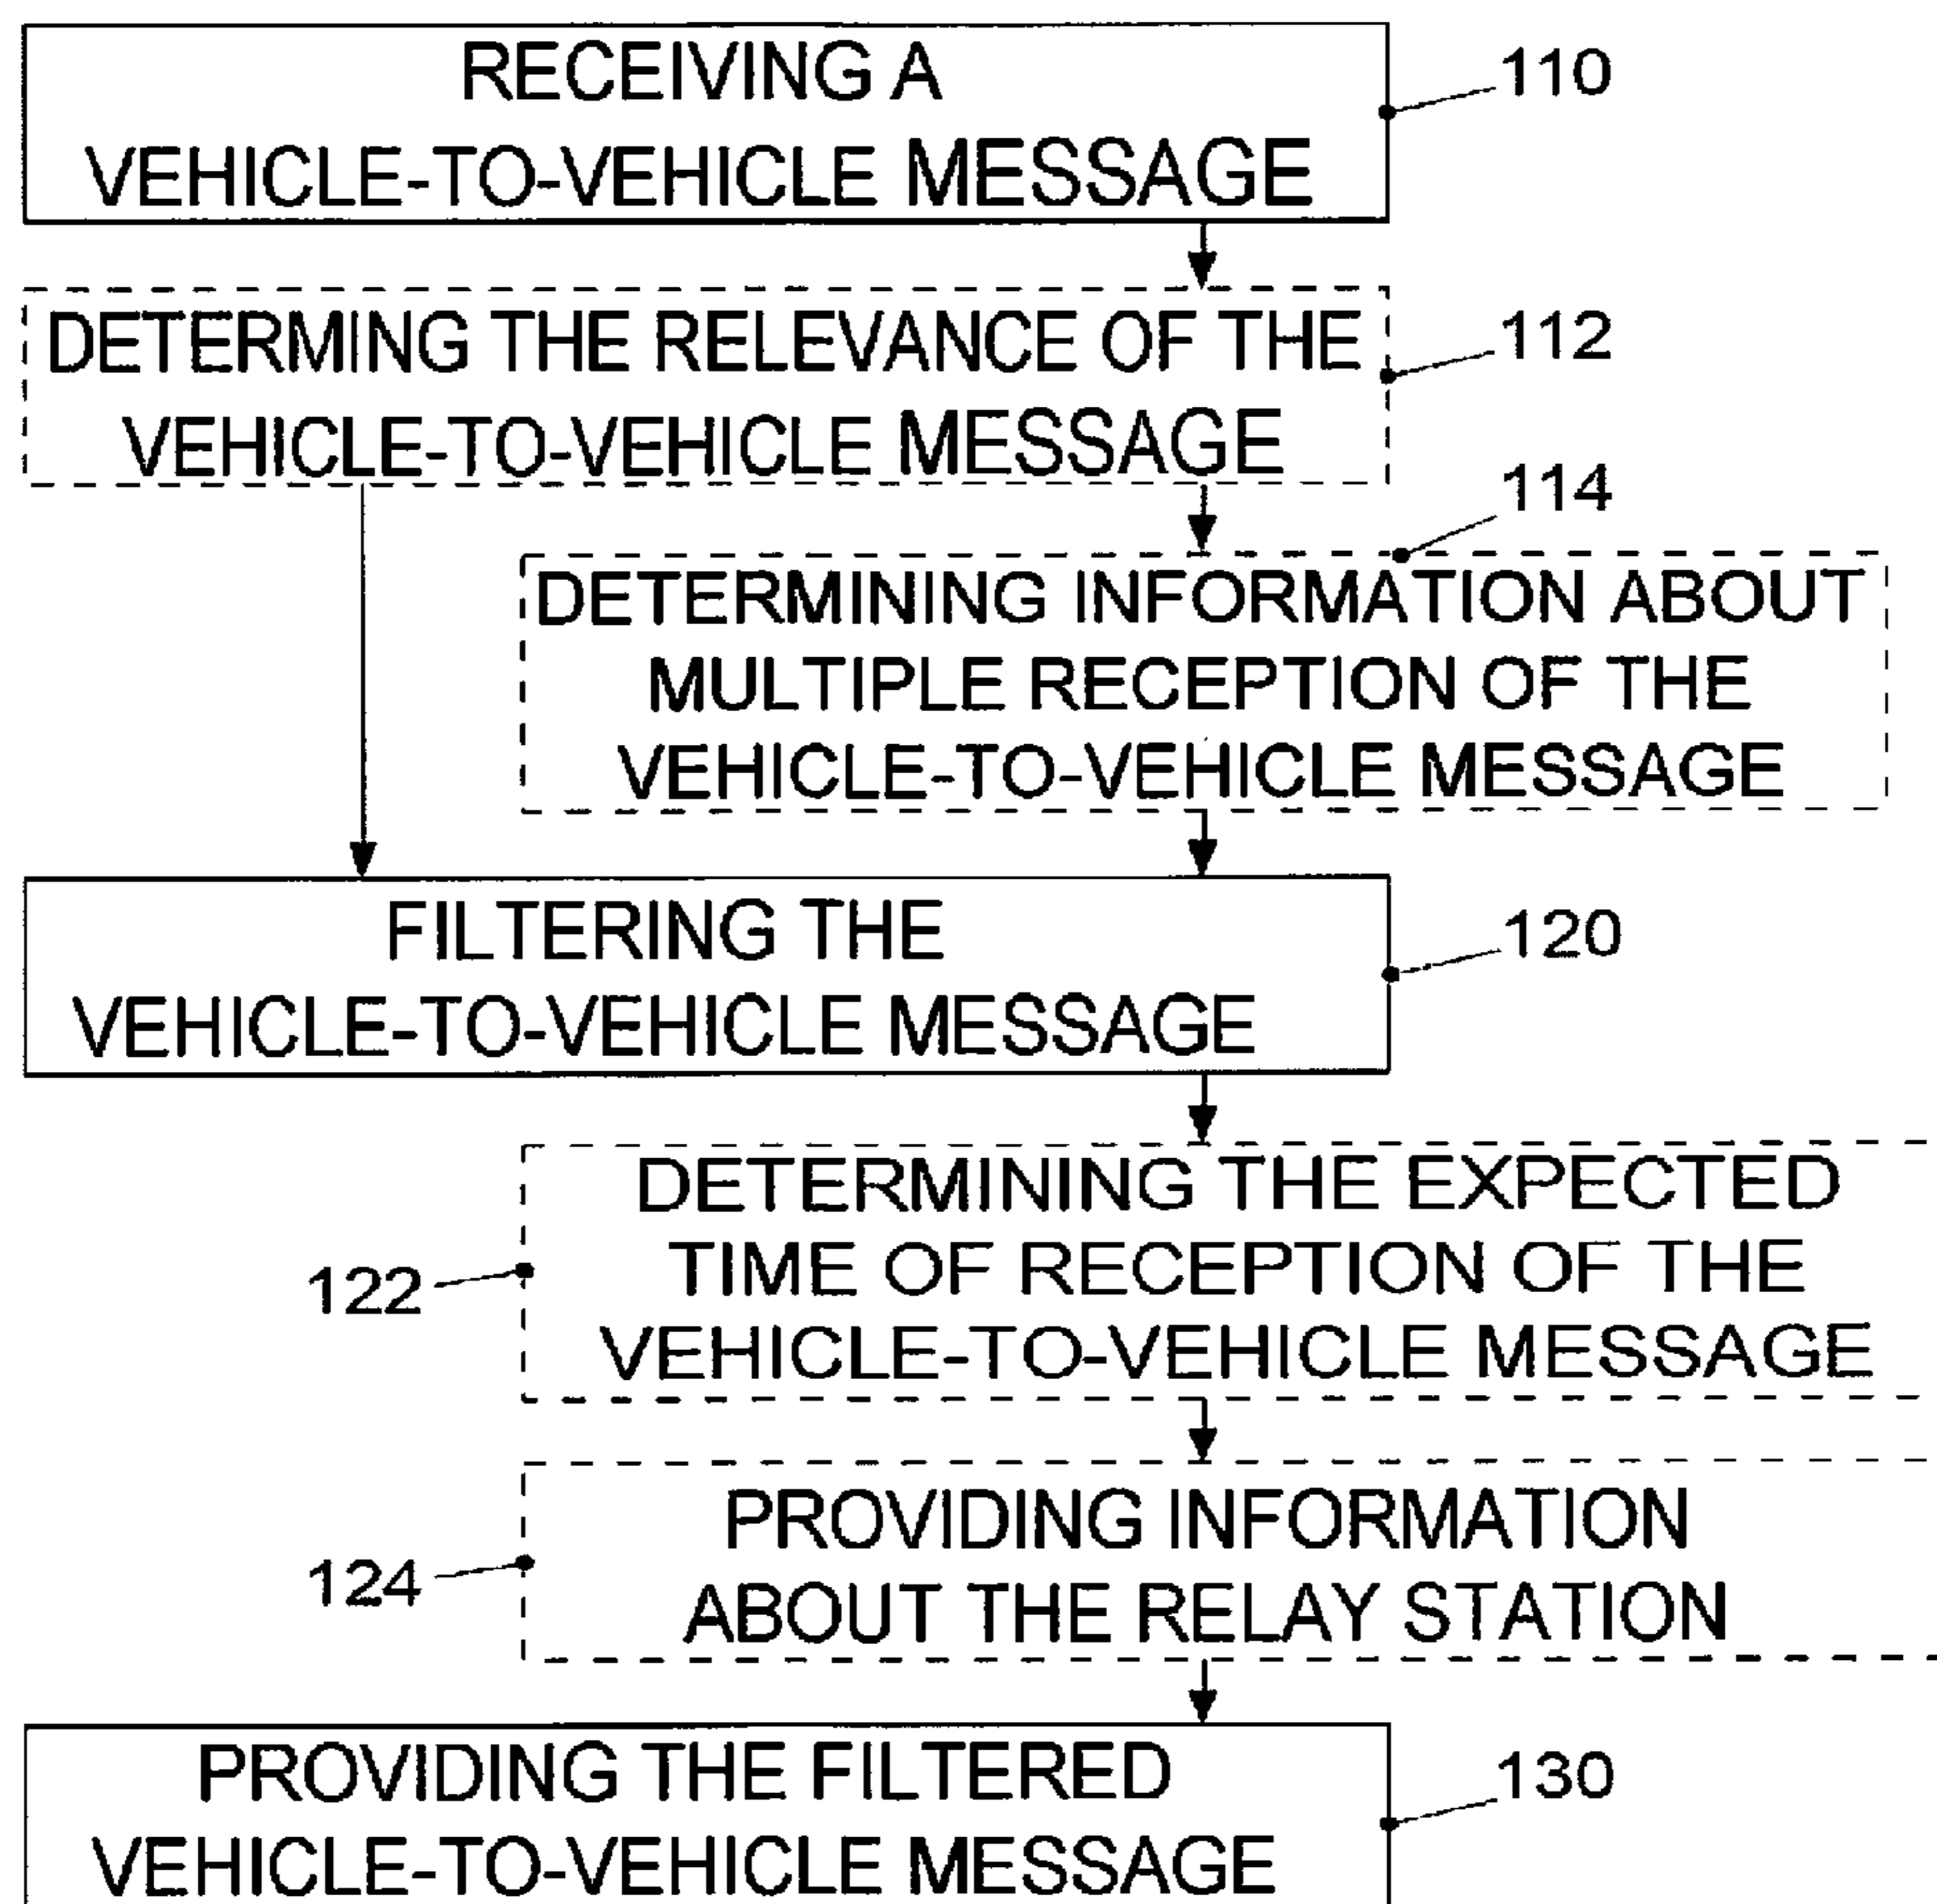 RECEIVING A
VEHICLE-TO-VEHICLE MESSAGE
110
DETERMING THE RELEVANCE OF THE
VEHICLE-TO-VEHICLE MESSAGE
112
114
DETERMINING INFORMATION ABOUT
MULTIPLE RECEPTION OF THE
VEHICLE-TO-VEHICLE MESSAGE
FILTERING THE
VEHICLE-TO-VEHICLE MESSAGE
120
DETERMINING THE EXPECTED
TIME OF RECEPTION OF THE
VEHICLE-TO-VEHICLE MESSAGE
122
PROVIDING INFORMATION
ABOUT THE RELAY STATION
124
PROVIDING THE FILTERED
VEHICLE-TO-VEHICLE MESSAGE
130